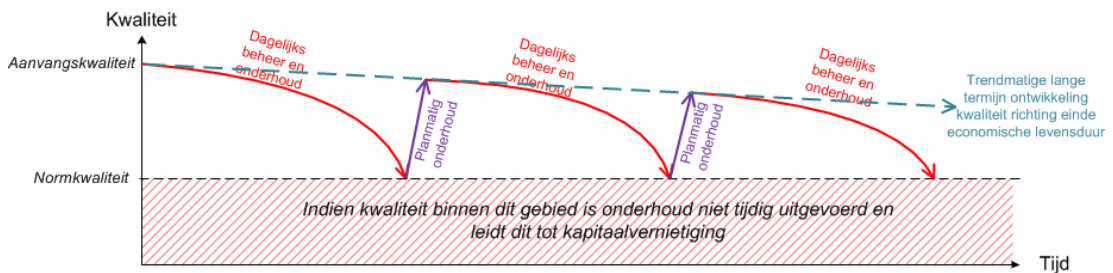 Kwaliteit
Aanvangskwaliteit
Dagelijks
beheer en
onderhoud
Dagelijks
beheer en
onderhoud
Dagelijks
beheer en
onderhoud
Planmatig
onderhoud
Planmatig
onderhoud
Trendmatige lange
termijn ontwikkeling
kwaliteit richting einde
economische levensduur
Normkwaliteit
Indien kwaliteit binnen dit gebied is onderhoud niet tijdig uitgevoerd en
leidt dit tot kapitaalvernietiging
Tijd